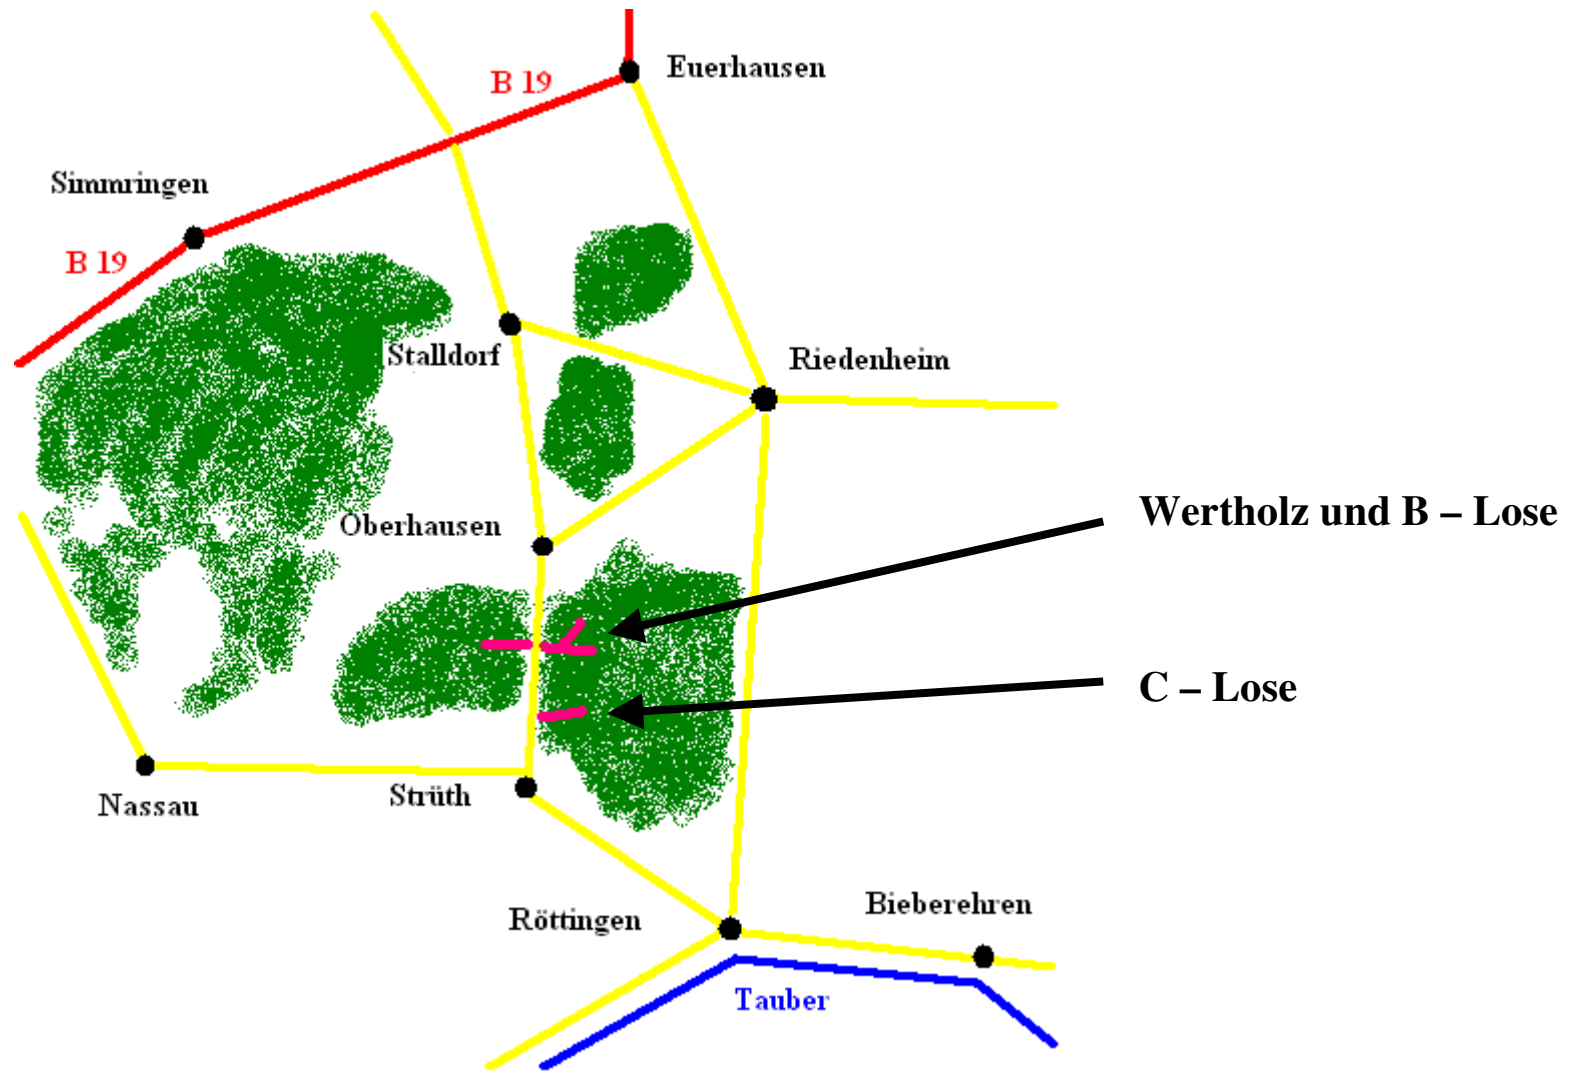 Euerhausen
B 19
Simmringen
B 19
Stalldorf
Riedenheim
Wertholz und B – Lose
Oberhausen
C – Lose
Strüth
Nassau
Bieberehren
Röttingen
Tauber